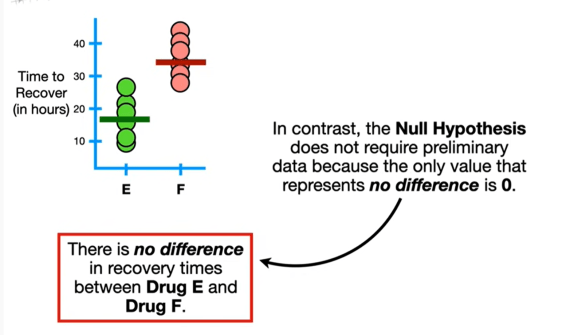 40
30
20
10
Time to
Recover
(in hours)
E
F
In contrast, the Null Hypothesis
does not require preliminary
data because the only value that
represents no difference is 0.
There is no difference
in recovery times
between Drug E and
Drug F.